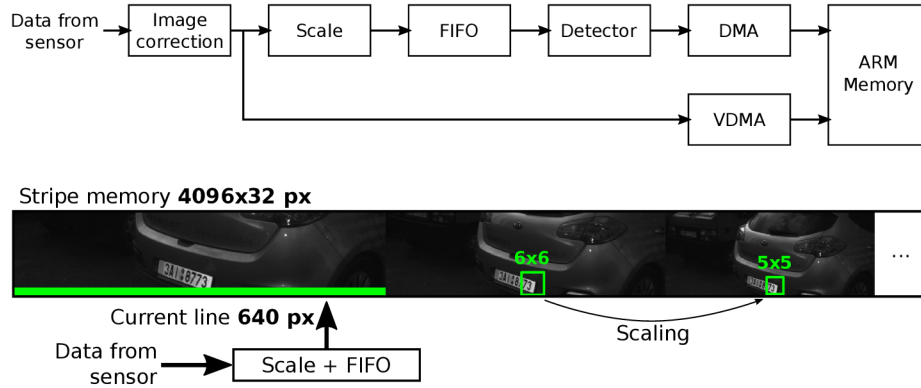 Data from
sensor
Image
correction
Scale
FIFO
Detector
DMA
VDMA
ARM
Memory
Stripe memory 4096x32 px
6x6
5x5
...
Current line 640 px
Scaling
Data from
sensor
Scale + FIFO